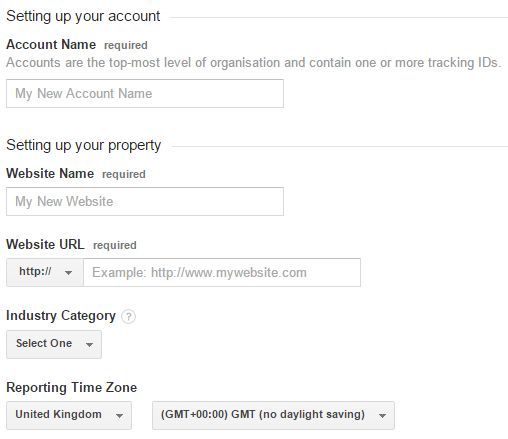 Setting up your account
Account Name required
Accounts are the top-most level of organisation and contain one or more tracking IDs.
My New Account Name
Setting up your property
Website Name required
My New Website
Website URL required
http:// Example: http://www.mywebsite.com
Industry Category ?
Select One
Reporting Time Zone
United Kingdom (GMT+00:00) GMT (no daylight saving)